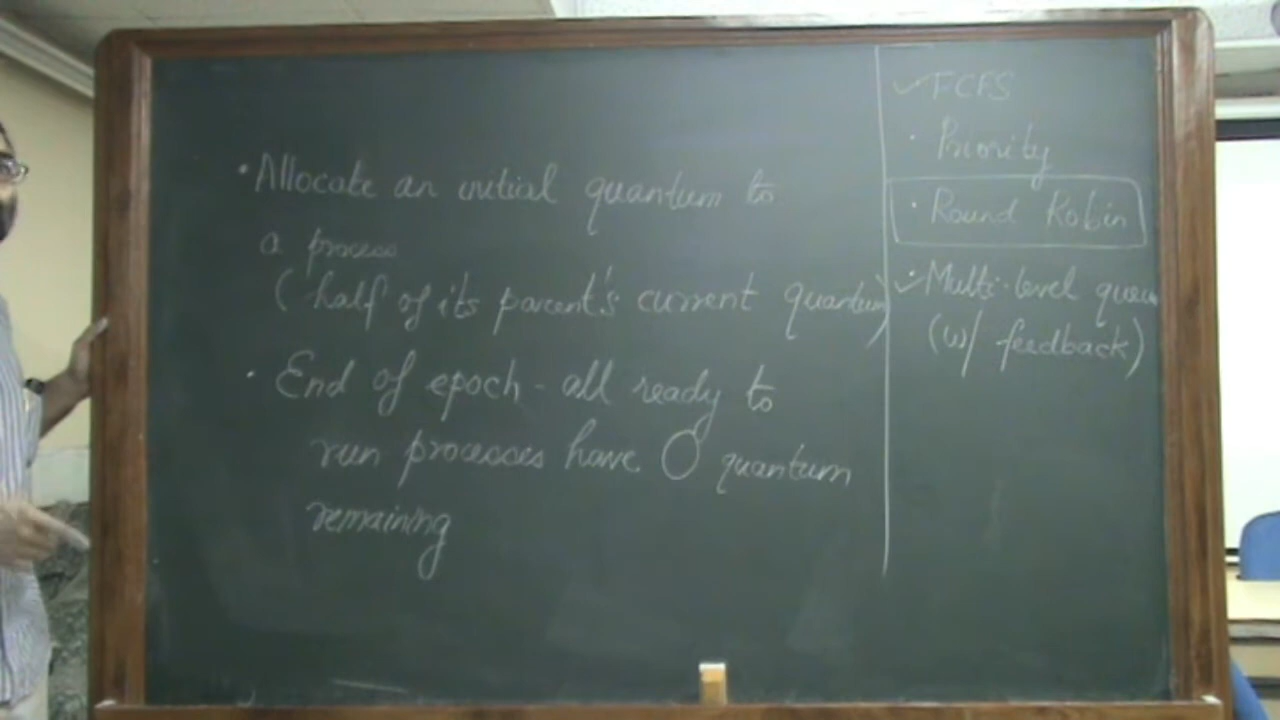 • Allocate an initial quantum to
a process
(half of its parent's current quantum)
• End of epoch - all ready to
run processes have 0 quantum
remaining
✓ FCFS
• Priority
• Round Robin
✓• Multi-level queue
(w/ feedback)